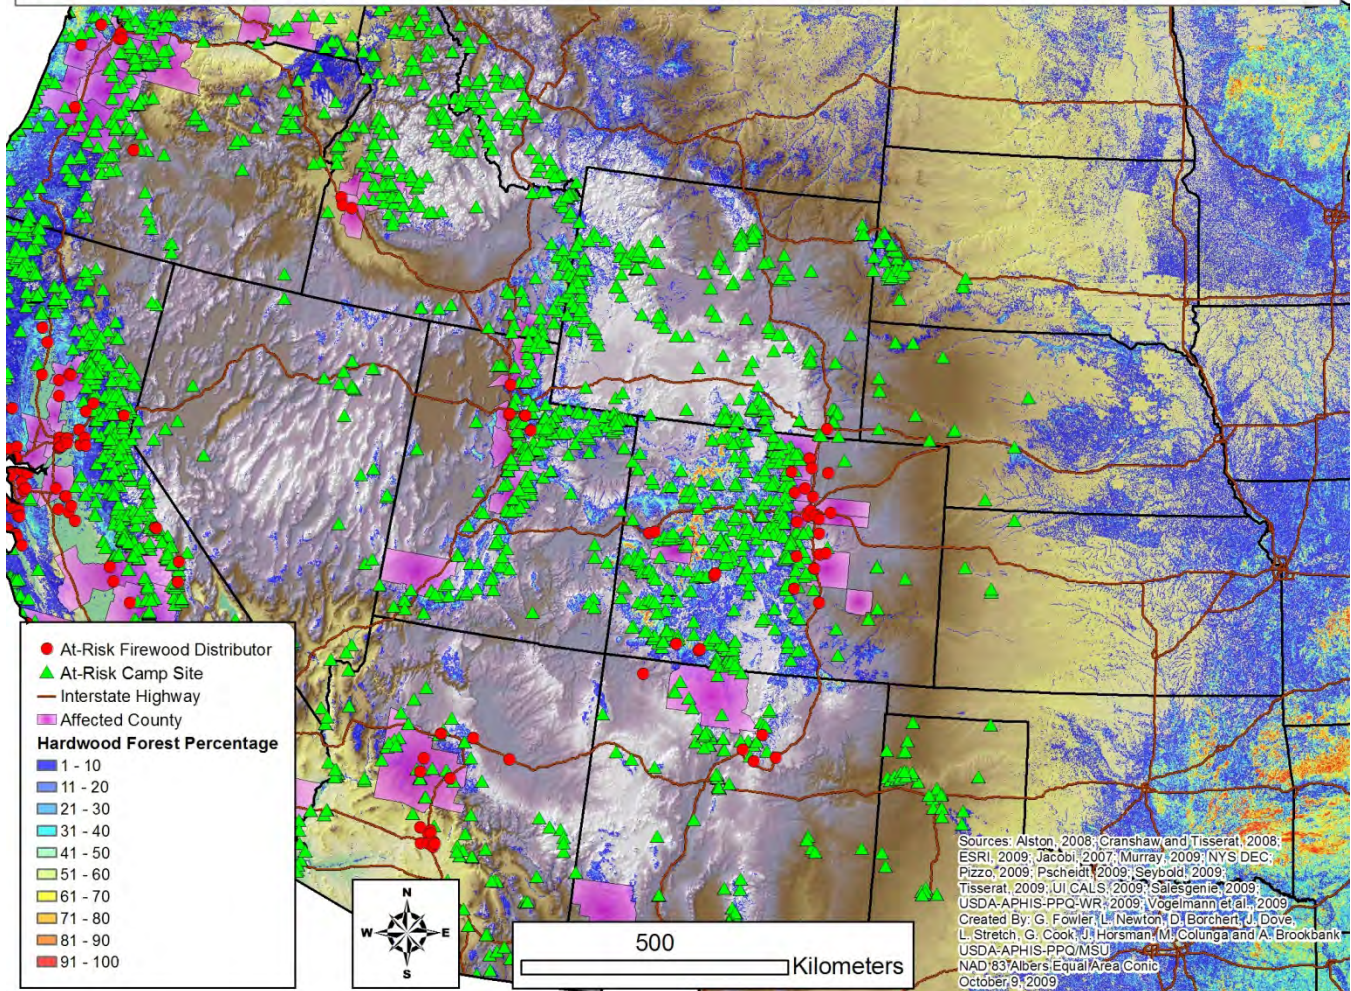 At-Risk Firewood Distributor
At-Risk Camp Site
Interstate Highway
Affected County
Hardwood Forest Percentage
1 - 10
11 - 20
21 - 30
31 - 40
41 - 50
51 - 60
61 - 70
71 - 80
81 - 90
91 - 100
N
W E
S
500
Kilometers
Sources: Alston, 2008; Cranshaw and Tisserat, 2008;
ESRI, 2009; Jacobi, 2007; Murray, 2009; NYS DEC;
Pizzo, 2009; Pscheidt, 2009; Seybold, 2009;
Tisserat, 2009; UI CALS, 2009; Salesgenie, 2009;
USDA-APHIS-PPQ-WR, 2009; Vogelmann et al., 2009
Created By: G. Fowler, L. Newton, D. Borchert, J. Dove,
L. Stretch, G. Cook, J. Horsman, M. Colunga and A. Brookbank
USDA-APHIS-PPQ/MSU
NAD 83 Albers Equal Area Conic
October 9, 2009